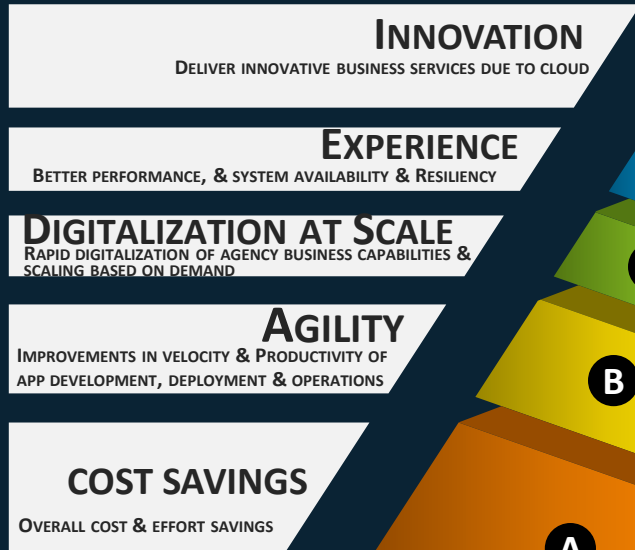 INNOVATION
DELIVER INNOVATIVE BUSINESS SERVICES DUE TO CLOUD
EXPERIENCE
BETTER PERFORMANCE, & SYSTEM AVAILABILITY & RESILIENCY
DIGITALIZATION AT SCALE
RAPID DIGITALIZATION OF AGENCY BUSINESS CAPABILITIES &
SCALING BASED ON DEMAND
AGILITY
IMPROVEMENTS IN VELOCITY & PRODUCTIVITY OF
APP DEVELOPMENT, DEPLOYMENT & OPERATIONS
B
COST SAVINGS
OVERALL COST & EFFORT SAVINGS
A